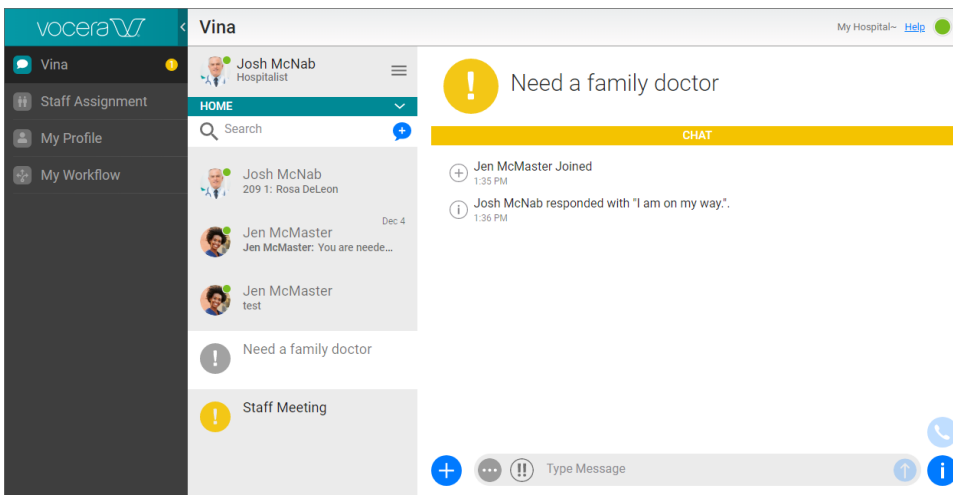 vocera
Vina
My Hospital~ Help
Vina
1
Staff Assignment
My Profile
My Workflow
Josh McNab
Hospitalist
HOME
Search
Josh McNab
209 1: Rosa DeLeon
Dec 4
Jen McMaster
Jen McMaster: You are neede...
Jen McMaster
test
Need a family doctor
Staff Meeting
Need a family doctor
CHAT
Jen McMaster Joined
1:35 PM
Josh McNab responded with "I am on my way.".
1:36 PM
Type Message